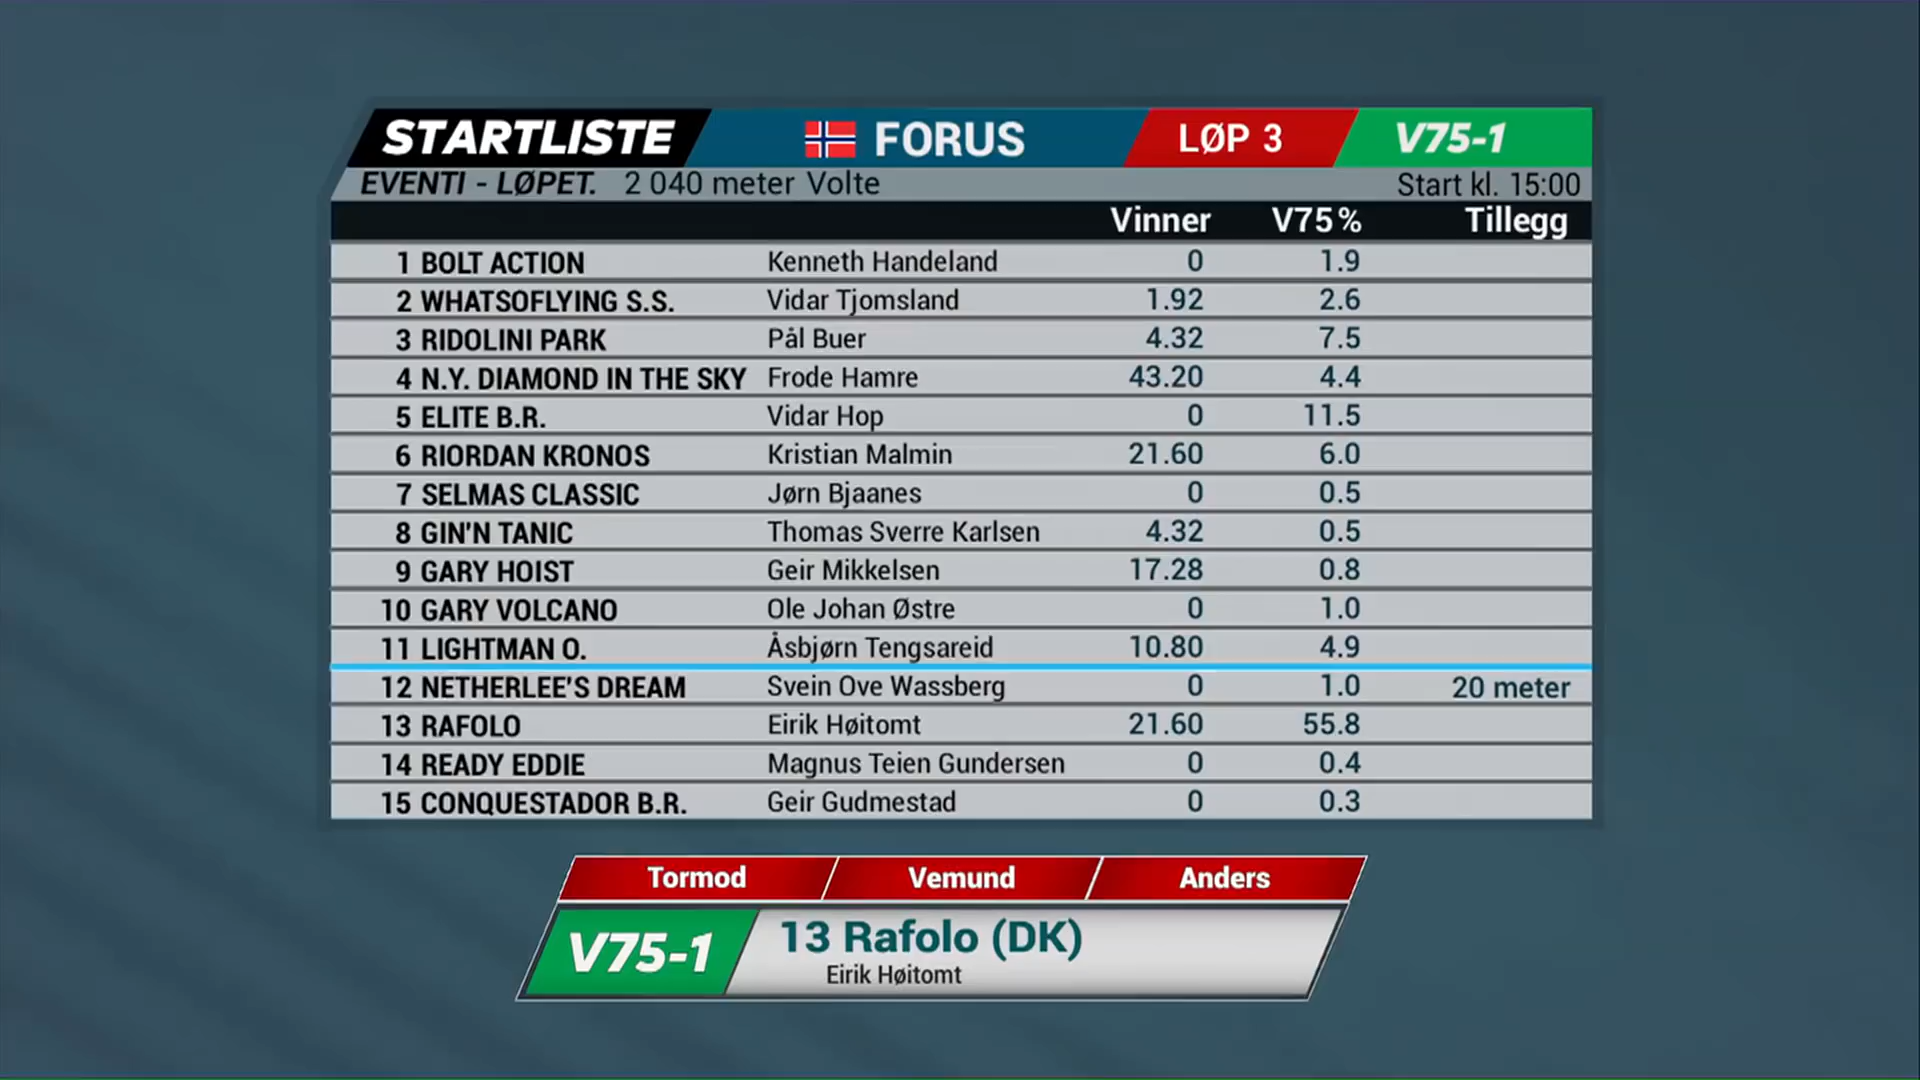 STARTLISTE FORUS LØP 3 V75-1
EVENTI - LØPET. 2 040 meter Volte Start kl. 15:00
Vinner V75% Tillegg
1 BOLT ACTION Kenneth Handeland 0 1.9
2 WHATSOFLYING S.S. Vidar Tjomsland 1.92 2.6
3 RIDOLINI PARK Pål Buer 4.32 7.5
4 N.Y. DIAMOND IN THE SKY Frode Hamre 43.20 4.4
5 ELITE B.R. Vidar Hop 0 11.5
6 RIORDAN KRONOS Kristian Malmin 21.60 6.0
7 SELMAS CLASSIC Jørn Bjaanes 0 0.5
8 GIN'N TANIC Thomas Sverre Karlsen 4.32 0.5
9 GARY HOIST Geir Mikkelsen 17.28 0.8
10 GARY VOLCANO Ole Johan Østre 0 1.0
11 LIGHTMAN O. Åsbjørn Tengsareid 10.80 4.9
12 NETHERLEE'S DREAM Svein Ove Wassberg 0 1.0 20 meter
13 RAFOLO Eirik Høitomt 21.60 55.8
14 READY EDDIE Magnus Teien Gundersen 0 0.4
15 CONQUESTADOR B.R. Geir Gudmestad 0 0.3
Tormod Vemund Anders
V75-1 13 Rafolo (DK)
Eirik Høitomt